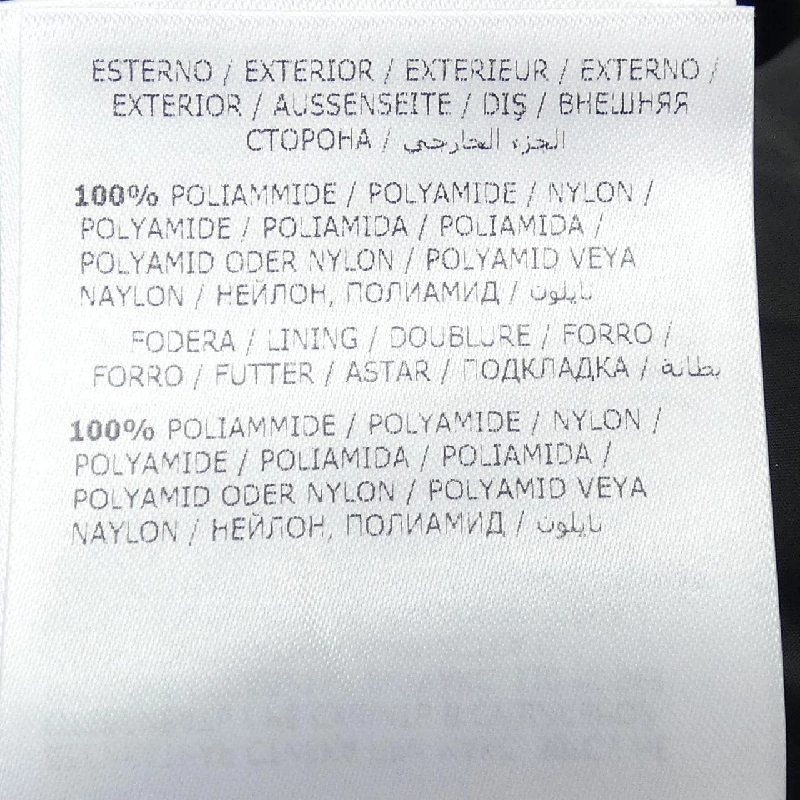 ESTERNO / EXTERIOR / EXTERIEUR / EXTERNO /
EXTERIOR / AUSSENSEITE / DIŞ / ВНЕШНЯЯ
СТОРОНА / الجزء الخارجي
100% POLIAMMIDE / POLYAMIDE / NYLON /
POLYAMIDE / POLIAMIDA / POLIAMIDA /
POLYAMID ODER NYLON / POLYAMID VEYA
NAYLON / НЕЙЛОН, ПОЛИАМИД / نايلون
FODERA / LINING / DOUBLURE / FORRO /
FORRO / FUTTER / ASTAR / ПОДКЛАДКА / بطانة
100% POLIAMMIDE / POLYAMIDE / NYLON /
POLYAMIDE / POLIAMIDA / POLIAMIDA /
POLYAMID ODER NYLON / POLYAMID VEYA
NAYLON / НЕЙЛОН, ПОЛИАМИД / نايلون